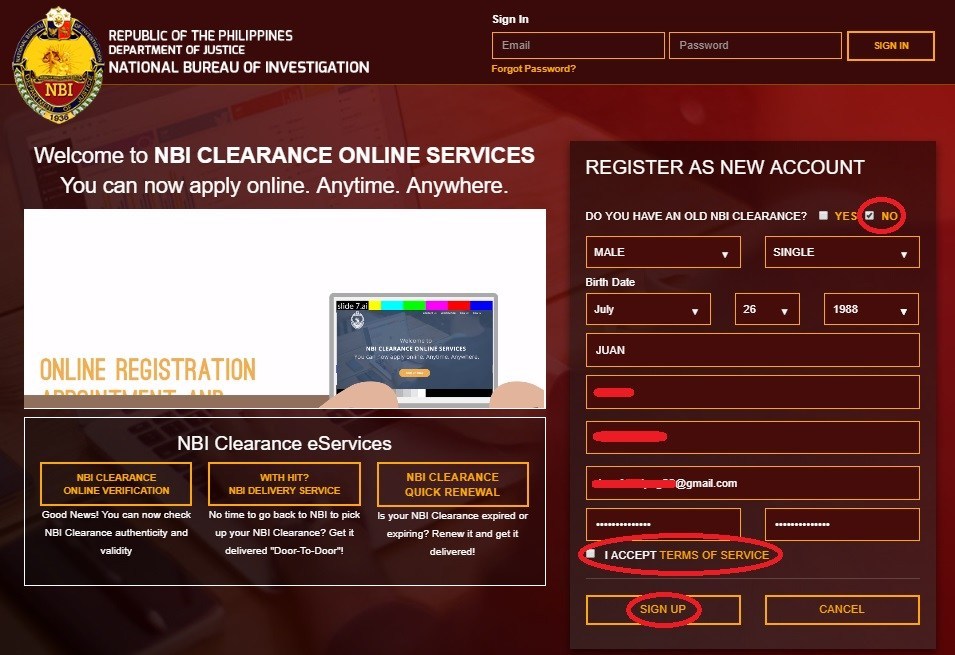 REPUBLIC OF THE PHILIPPINES
DEPARTMENT OF JUSTICE
NATIONAL BUREAU OF INVESTIGATION
NBI
1936
Sign In
Email
Password
SIGN IN
Forgot Password?
Welcome to NBI CLEARANCE ONLINE SERVICES
You can now apply online. Anytime. Anywhere.
slide 7.ai
Welcome to
NBI CLEARANCE ONLINE SERVICES
You can now apply online. Anytime. Anywhere.
ONLINE REGISTRATION
APPOINTMENT AND
NBI Clearance eServices
NBI CLEARANCE
ONLINE VERIFICATION
Good News! You can now check
NBI Clearance authenticity and
validity
WITH HIT?
NBI DELIVERY SERVICE
No time to go back to NBI to pick
up your NBI Clearance? Get it
delivered "Door-To-Door"!
NBI CLEARANCE
QUICK RENEWAL
Is your NBI Clearance expired or
expiring? Renew it and get it
delivered!
REGISTER AS NEW ACCOUNT
DO YOU HAVE AN OLD NBI CLEARANCE? YES NO
MALE
SINGLE
Birth Date
July
26
1988
JUAN
@gmail.com
I ACCEPT TERMS OF SERVICE
SIGN UP
CANCEL